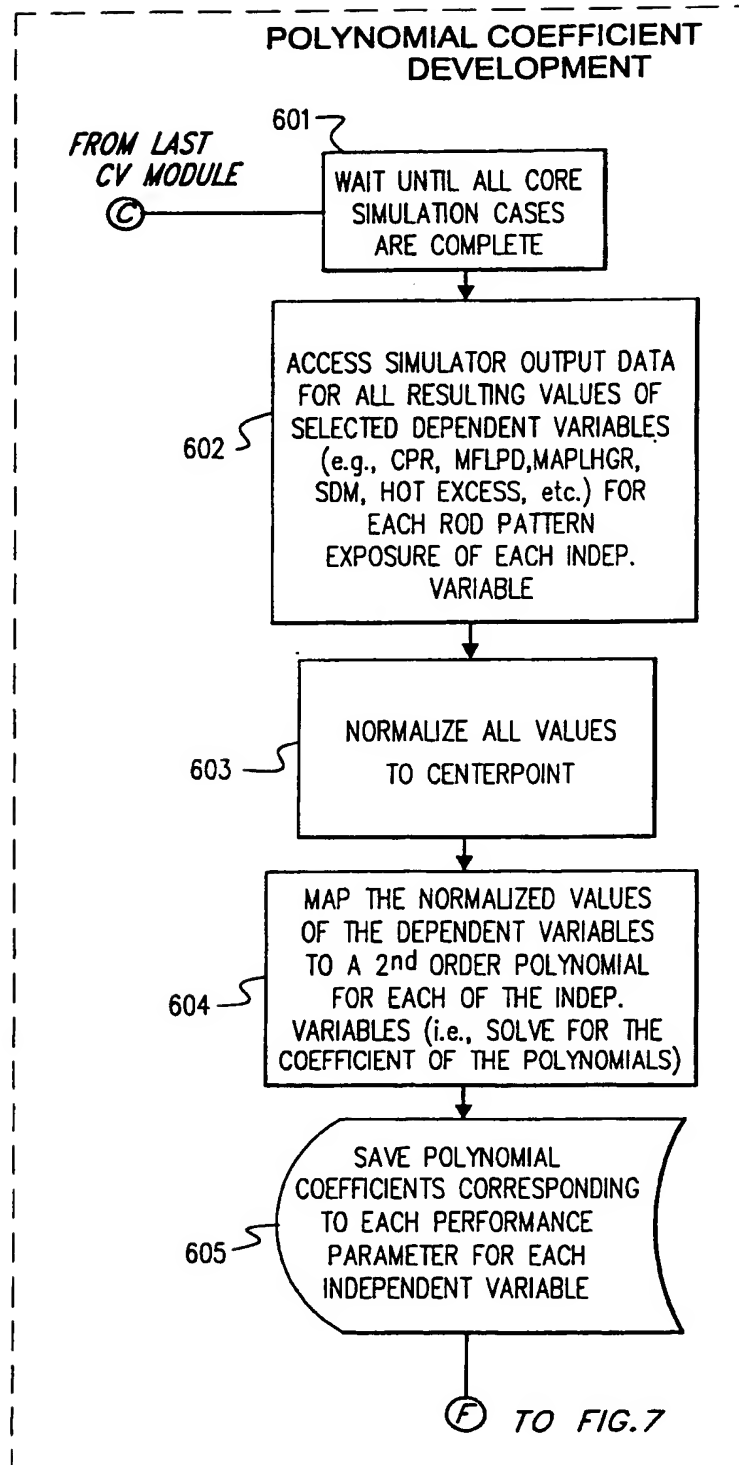 POLYNOMIAL COEFFICIENT
DEVELOPMENT
601
FROM LAST
CV MODULE
C
WAIT UNTIL ALL CORE
SIMULATION CASES
ARE COMPLETE
602
ACCESS SIMULATOR OUTPUT DATA
FOR ALL RESULTING VALUES OF
SELECTED DEPENDENT VARIABLES
(e.g., CPR, MFLPD,MAPLHGR,
SDM, HOT EXCESS, etc.) FOR
EACH ROD PATTERN
EXPOSURE OF EACH INDEP.
VARIABLE
603
NORMALIZE ALL VALUES
TO CENTERPOINT
604
MAP THE NORMALIZED VALUES
OF THE DEPENDENT VARIABLES
TO A 2nd ORDER POLYNOMIAL
FOR EACH OF THE INDEP.
VARIABLES (i.e., SOLVE FOR THE
COEFFICIENT OF THE POLYNOMIALS)
605
SAVE POLYNOMIAL
COEFFICIENTS CORRESPONDING
TO EACH PERFORMANCE
PARAMETER FOR EACH
INDEPENDENT VARIABLE
F TO FIG.7